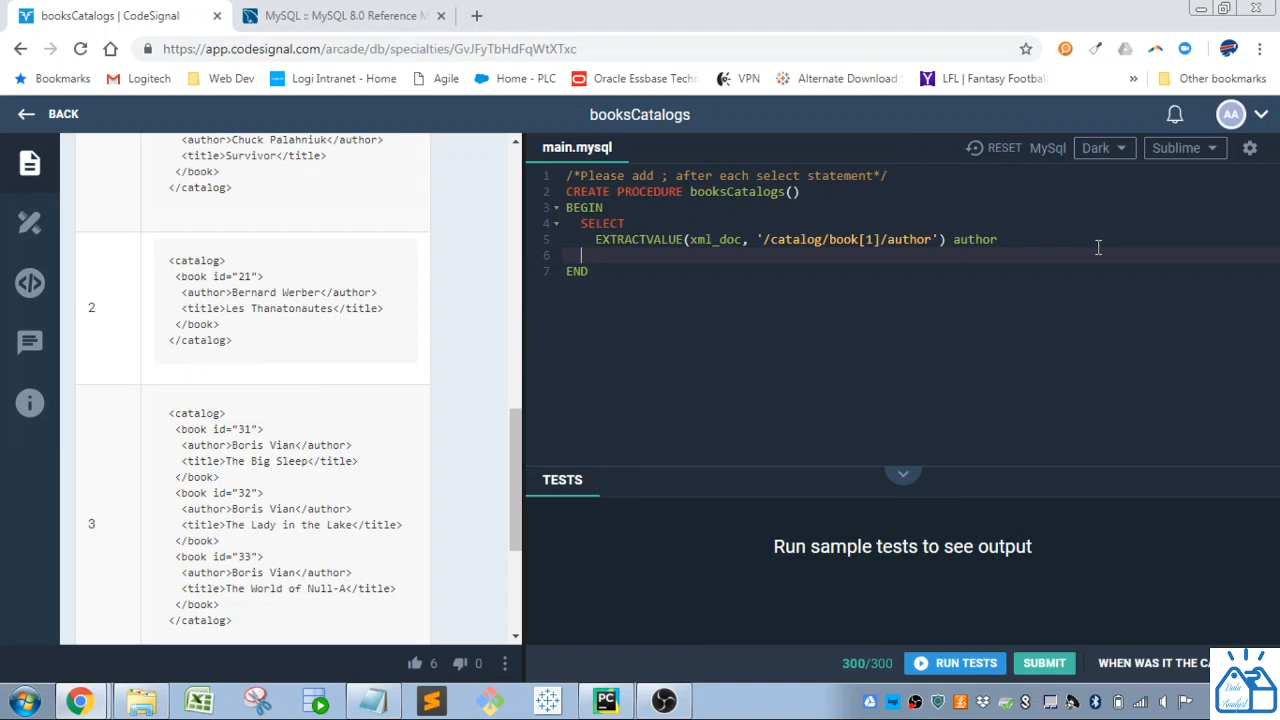 booksCatalogs | CodeSignal
MySQL :: MySQL 8.0 Reference M
https://app.codesignal.com/arcade/db/specialties/GvJFyTbHdFqWtXTxc
Bookmarks
Logitech
Web Dev
Logi Intranet - Home
Agile
Home - PLC
Oracle Essbase Techn
VPN
Alternate Download
LFL | Fantasy Football
»
Other bookmarks
BACK
booksCatalogs
AA
<author>Chuck Palahniuk</author>
<title>Survivor</title>
</book>
</catalog>
2
<catalog>
<book id="21">
<author>Bernard Werber</author>
<title>Les Thanatonautes</title>
</book>
</catalog>
3
<catalog>
<book id="31">
<author>Boris Vian</author>
<title>The Big Sleep</title>
</book>
<book id="32">
<author>Boris Vian</author>
<title>The Lady in the Lake</title>
</book>
<book id="33">
<author>Boris Vian</author>
<title>The World of Null-A</title>
</book>
</catalog>
6 0
main.mysql
RESET MySql Dark Sublime
1 /*Please add ; after each select statement*/
2 CREATE PROCEDURE booksCatalogs()
3 BEGIN
4 SELECT
5 EXTRACTVALUE(xml_doc, '/catalog/book[1]/author') author
6
7 END
TESTS
Run sample tests to see output
300/300
RUN TESTS
SUBMIT
WHEN WAS IT THE CA
PC
Data
Analyst